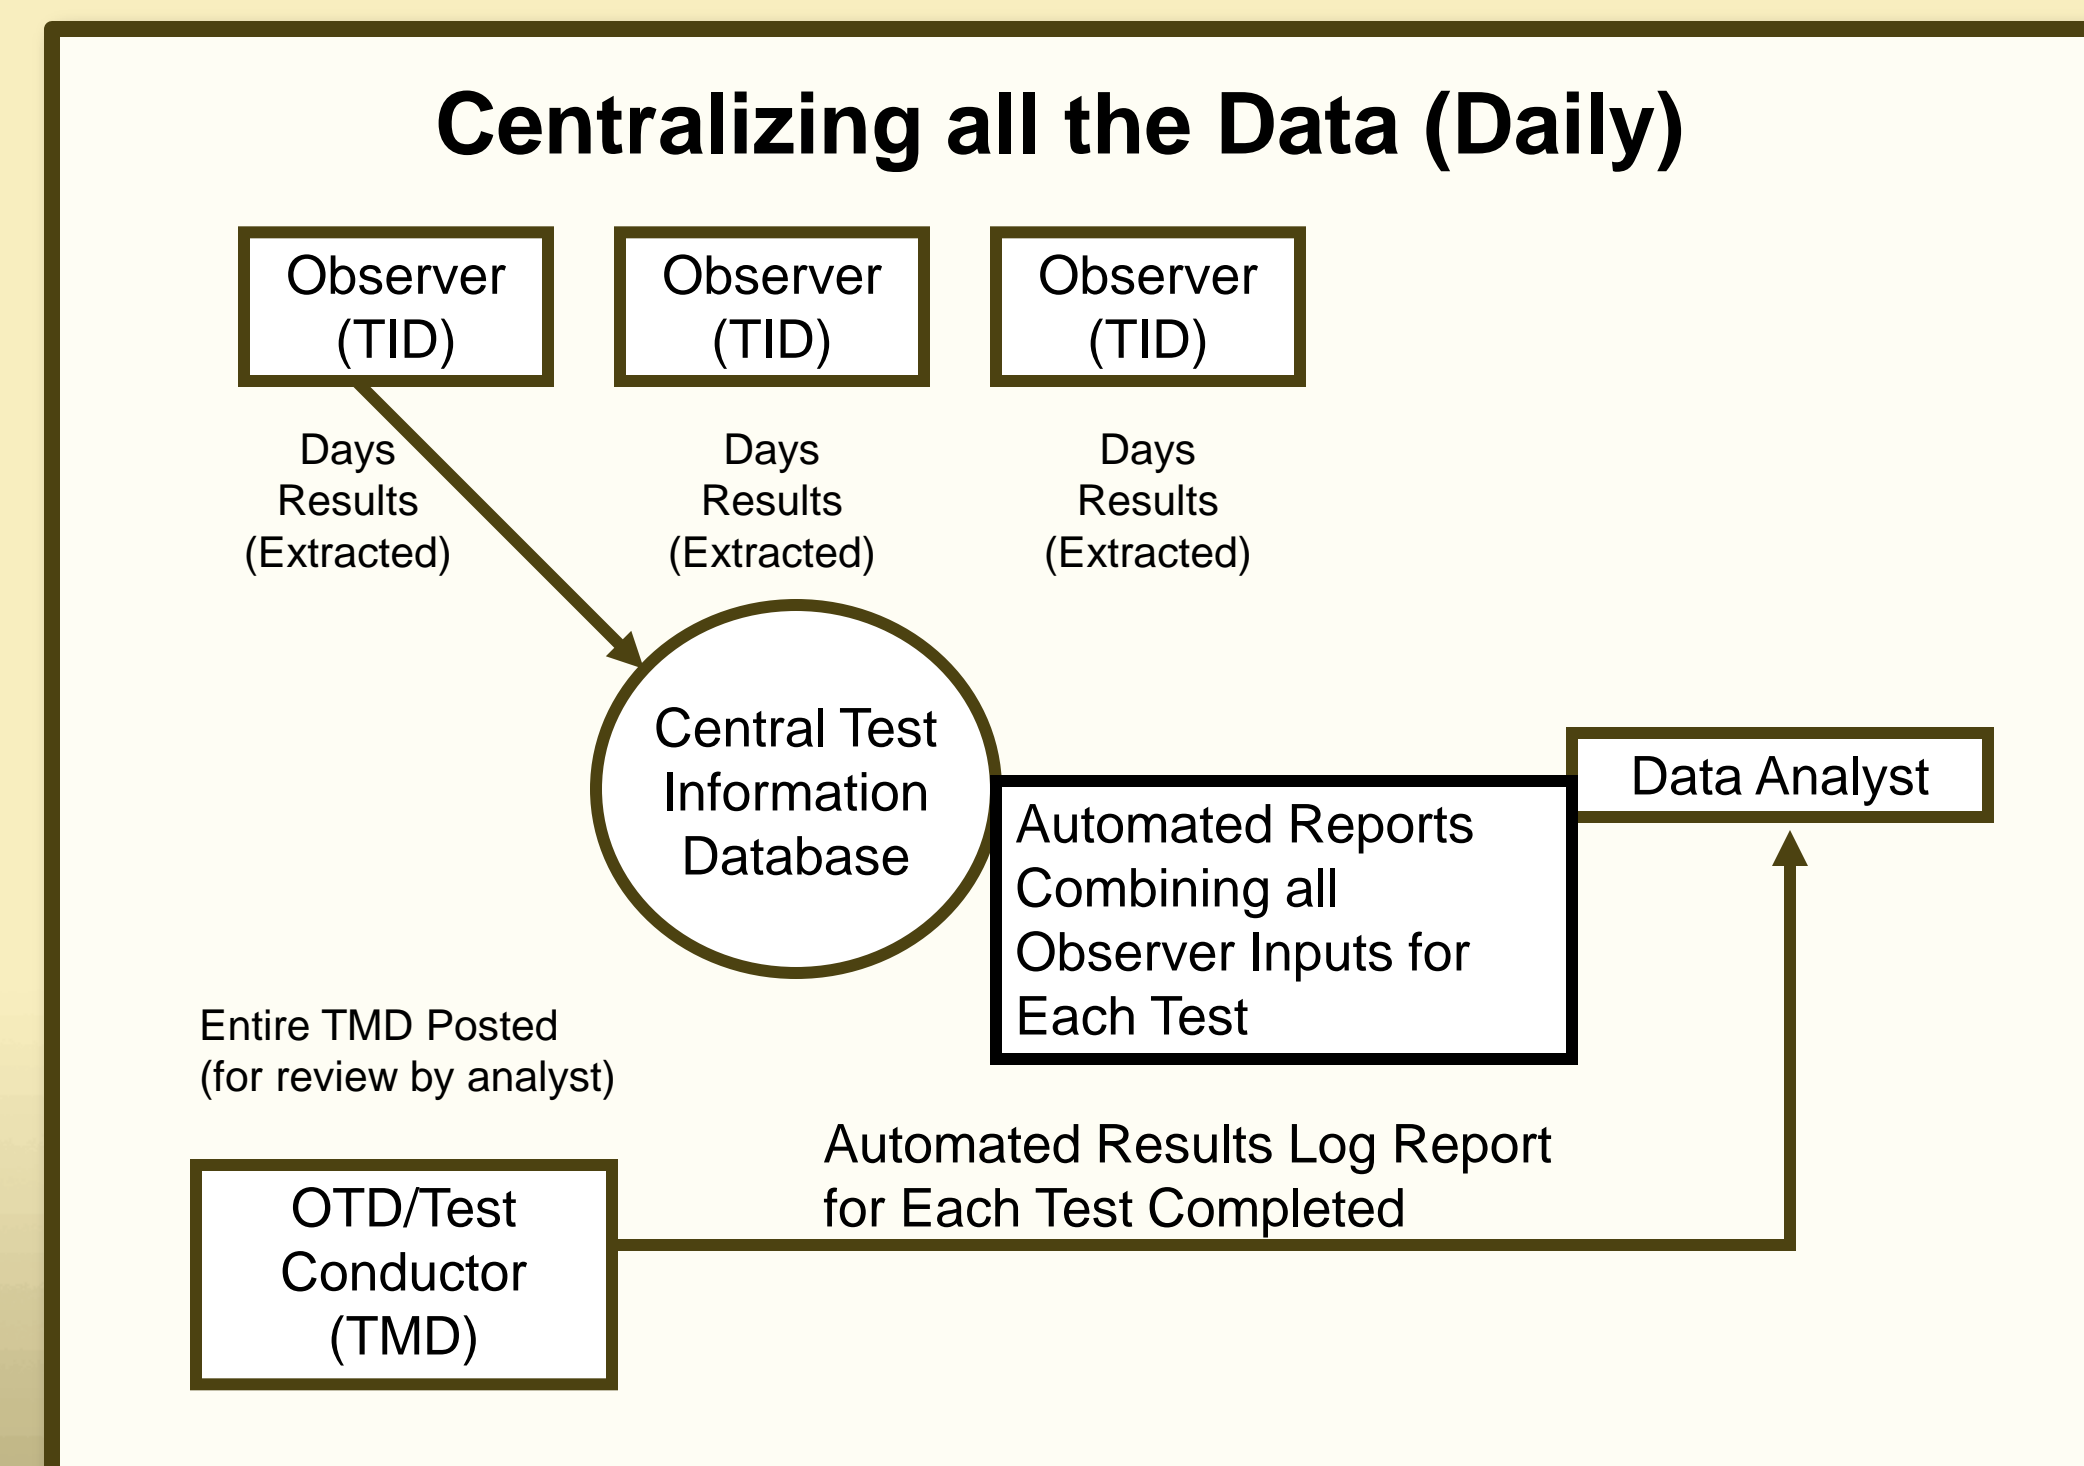 Centralizing all the Data (Daily)
Observer
(TID)
Observer
(TID)
Observer
(TID)
Days
Results
(Extracted)
Days
Results
(Extracted)
Days
Results
(Extracted)
Central Test
Information
Database
Data Analyst
Automated Reports
Combining all
Observer Inputs for
Each Test
Entire TMD Posted
(for review by analyst)
Automated Results Log Report
for Each Test Completed
OTD/Test
Conductor
(TMD)